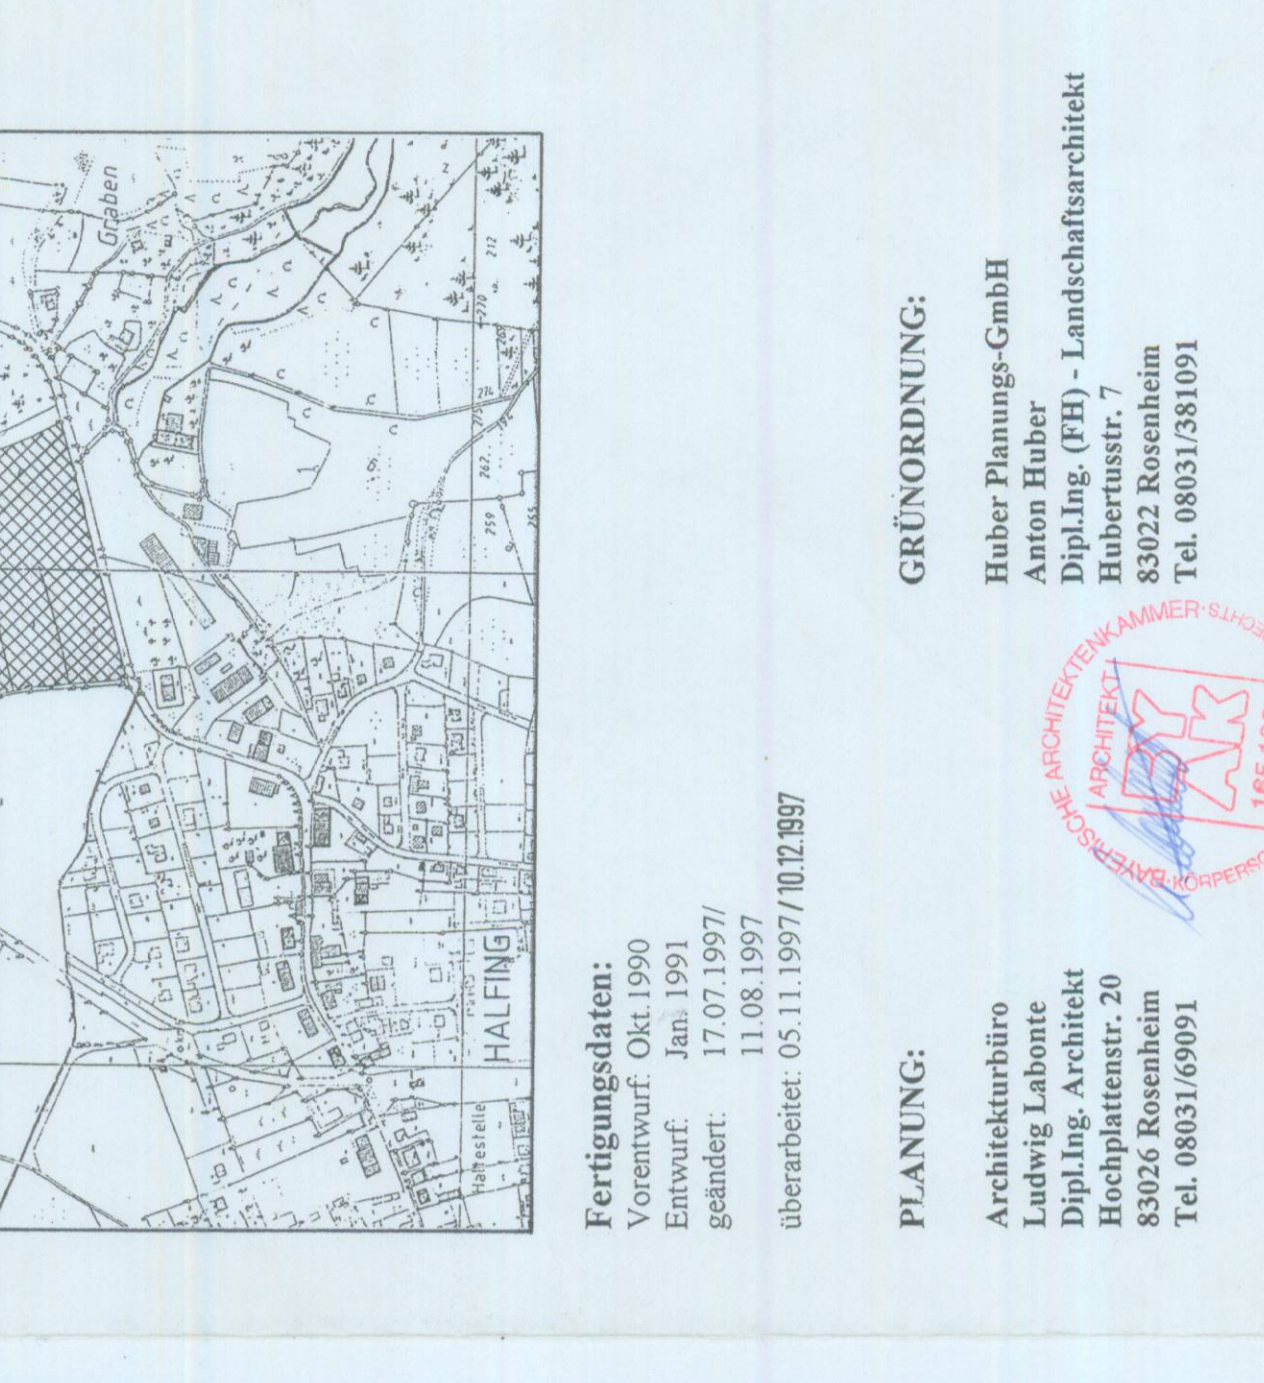 Graben
212
270
274
275
262
259
255
HALFING
Haltestelle
Fertigungsdaten:
Vorentwurf: Okt.1990
Entwurf: Jan. 1991
geändert: 17.07.1997/
11.08.1997
überarbeitet: 05.11.1997/10.12.1997
PLANUNG:
Architekturbüro
Ludwig Labonte
Dipl.Ing. Architekt
Hochplattenstr. 20
83026 Rosenheim
Tel. 08031/69091
GRÜNORDNUNG:
Huber Planungs-GmbH
Anton Huber
Dipl.Ing. (FH) - Landschaftsarchitekt
Hubertusstr. 7
83022 Rosenheim
Tel. 08031/381091
BAYERISCHE ARCHITEKTENKAMMER
ARCHITEKT
BY
AK